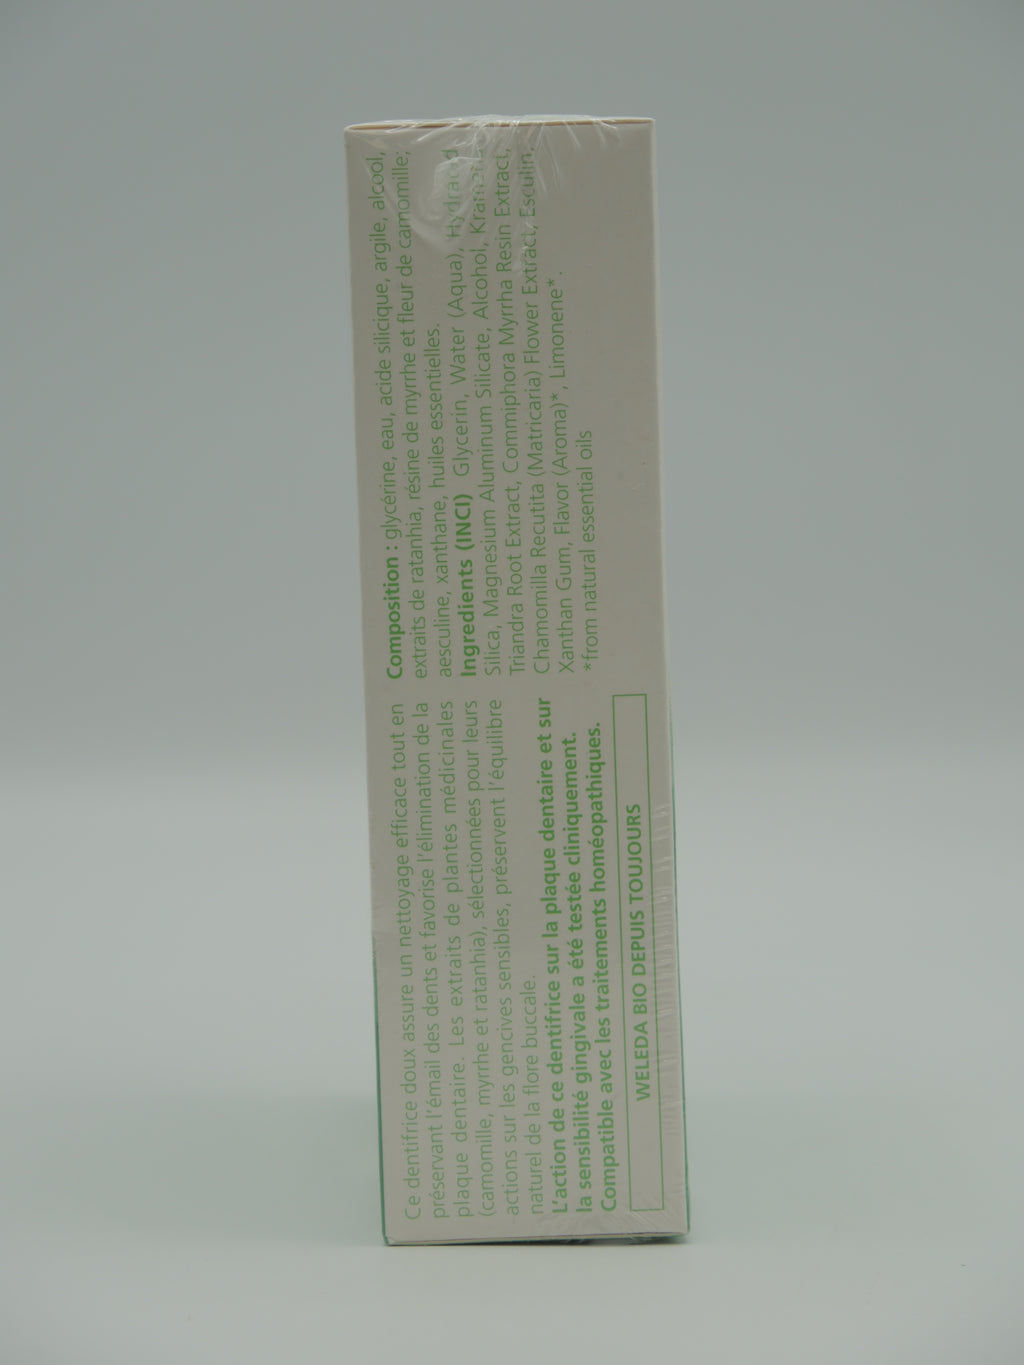 Ce dentifrice doux assure un nettoyage efficace tout en
préservant l'émail des dents et favorise l'élimination de la
plaque dentaire. Les extraits de plantes médicinales
(camomille, myrrhe et ratanhia), sélectionnées pour leurs
actions sur les gencives sensibles, préservent l'équilibre
naturel de la flore buccale.
L'action de ce dentifrice sur la plaque dentaire et sur
la sensibilité gingivale a été testée cliniquement.
Compatible avec les traitements homéopathiques.
WELEDA BIO DEPUIS TOUJOURS
Composition : glycérine, eau, acide silicique, argile, alcool,
extraits de ratanhia, résine de myrrhe et fleur de camomille;
aesculine, xanthane, huiles essentielles.
Ingredients (INCI) Glycerin, Water (Aqua), Hydrated
Silica, Magnesium Aluminum Silicate, Alcohol, Krameria
Triandra Root Extract, Commiphora Myrrha Resin Extract,
Chamomilla Recutita (Matricaria) Flower Extract, Esculin,
Xanthan Gum, Flavor (Aroma)*, Limonene*.
*from natural essential oils